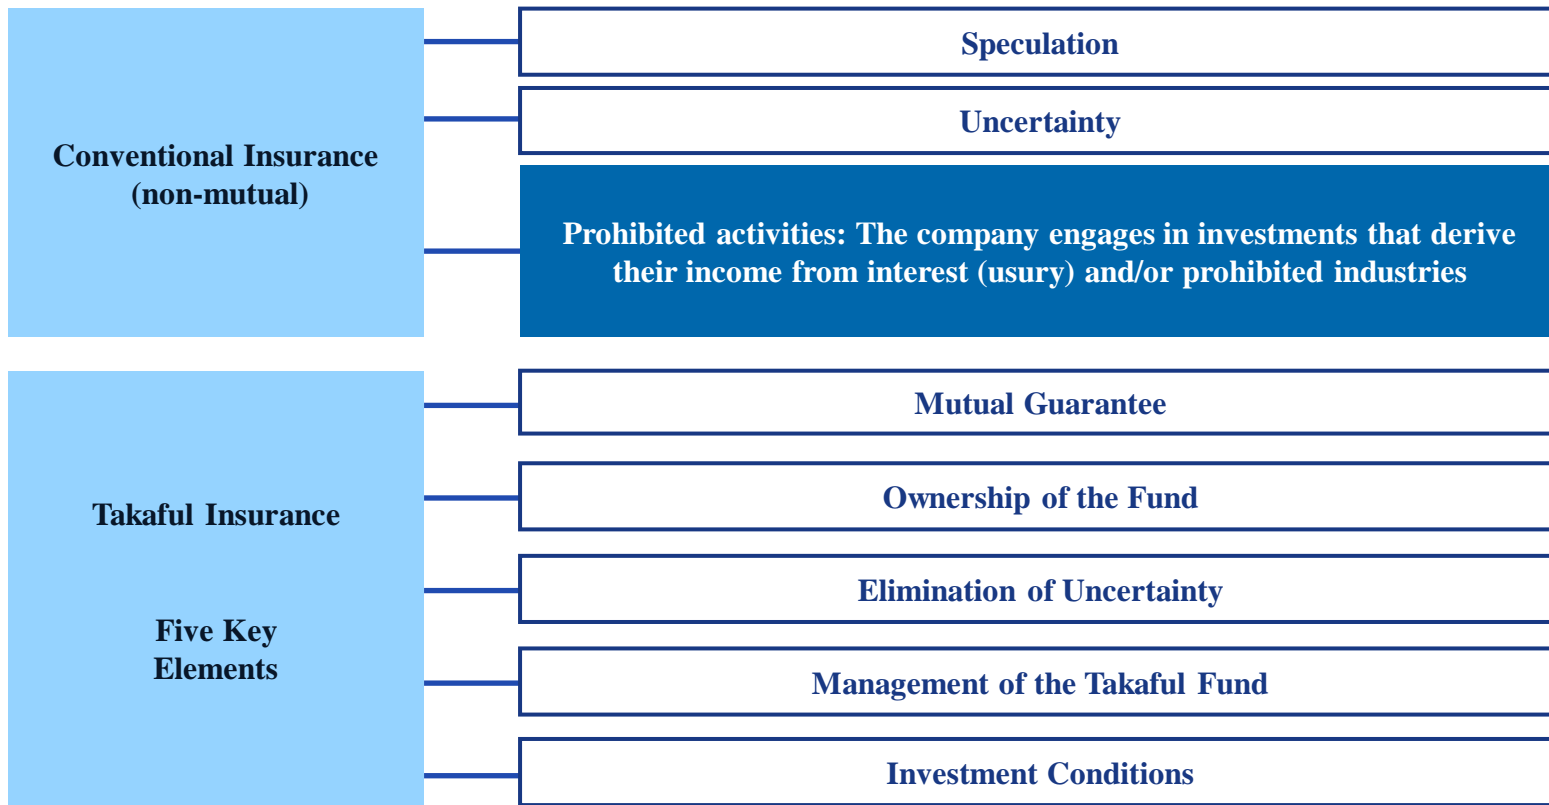 Conventional Insurance
(non-mutual)
Speculation
Uncertainty
Prohibited activities: The company engages in investments that derive
their income from interest (usury) and/or prohibited industries
Takaful Insurance
Five Key
Elements
Mutual Guarantee
Ownership of the Fund
Elimination of Uncertainty
Management of the Takaful Fund
Investment Conditions